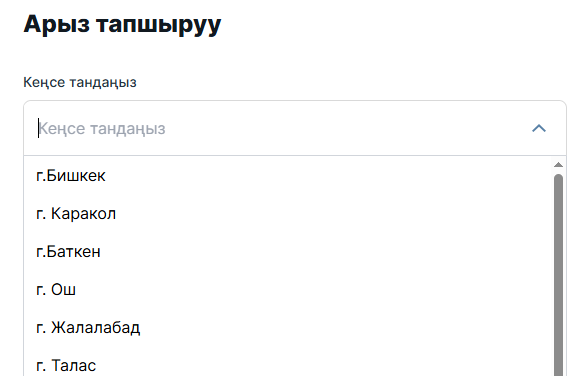 Арыз тапшыруу
Кеңсе тандаңыз
Кеңсе тандаңыз
г.Бишкек
г. Каракол
г.Баткен
г. Ош
г. Жалалабад
г. Талас